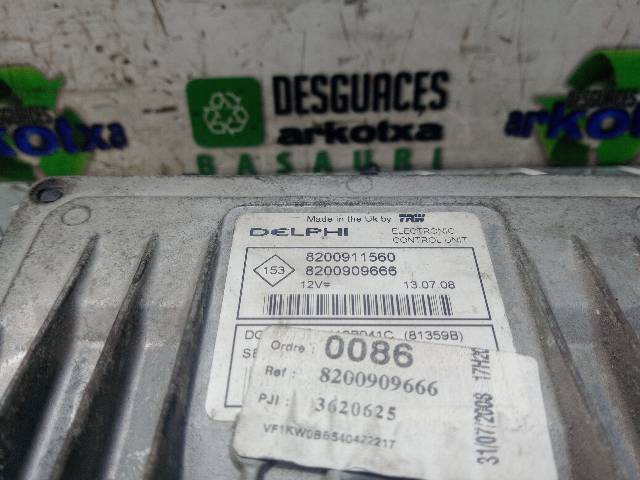 DESGUACES
arkotxa
BASAURI
arkotxa
arkotxa
Made in the Uk by TRW
DELPHI
ELECTRONIC
CONTROL UNIT
153
8200911560
8200909666
12V
13.07.08
(81359B)
Ordre : 0086
Ref : 8200909666
PJI : 3620625
31/07/2008